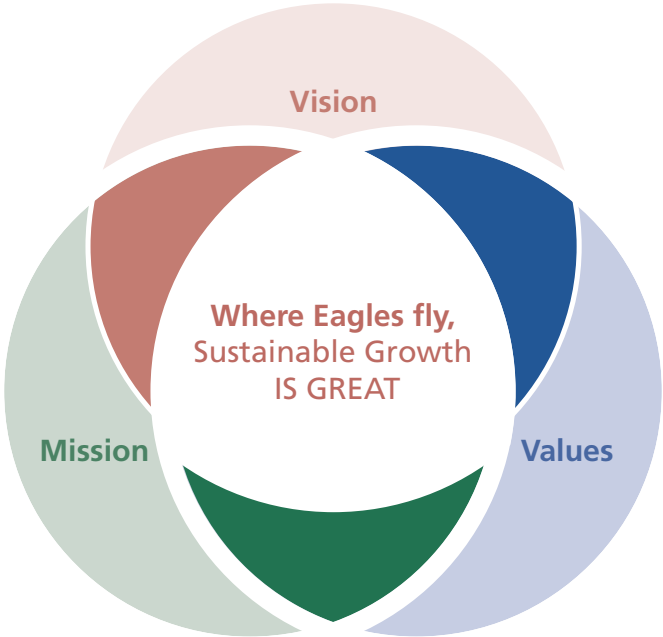 Vision
Where Eagles fly,
Sustainable Growth
IS GREAT
Mission
Values